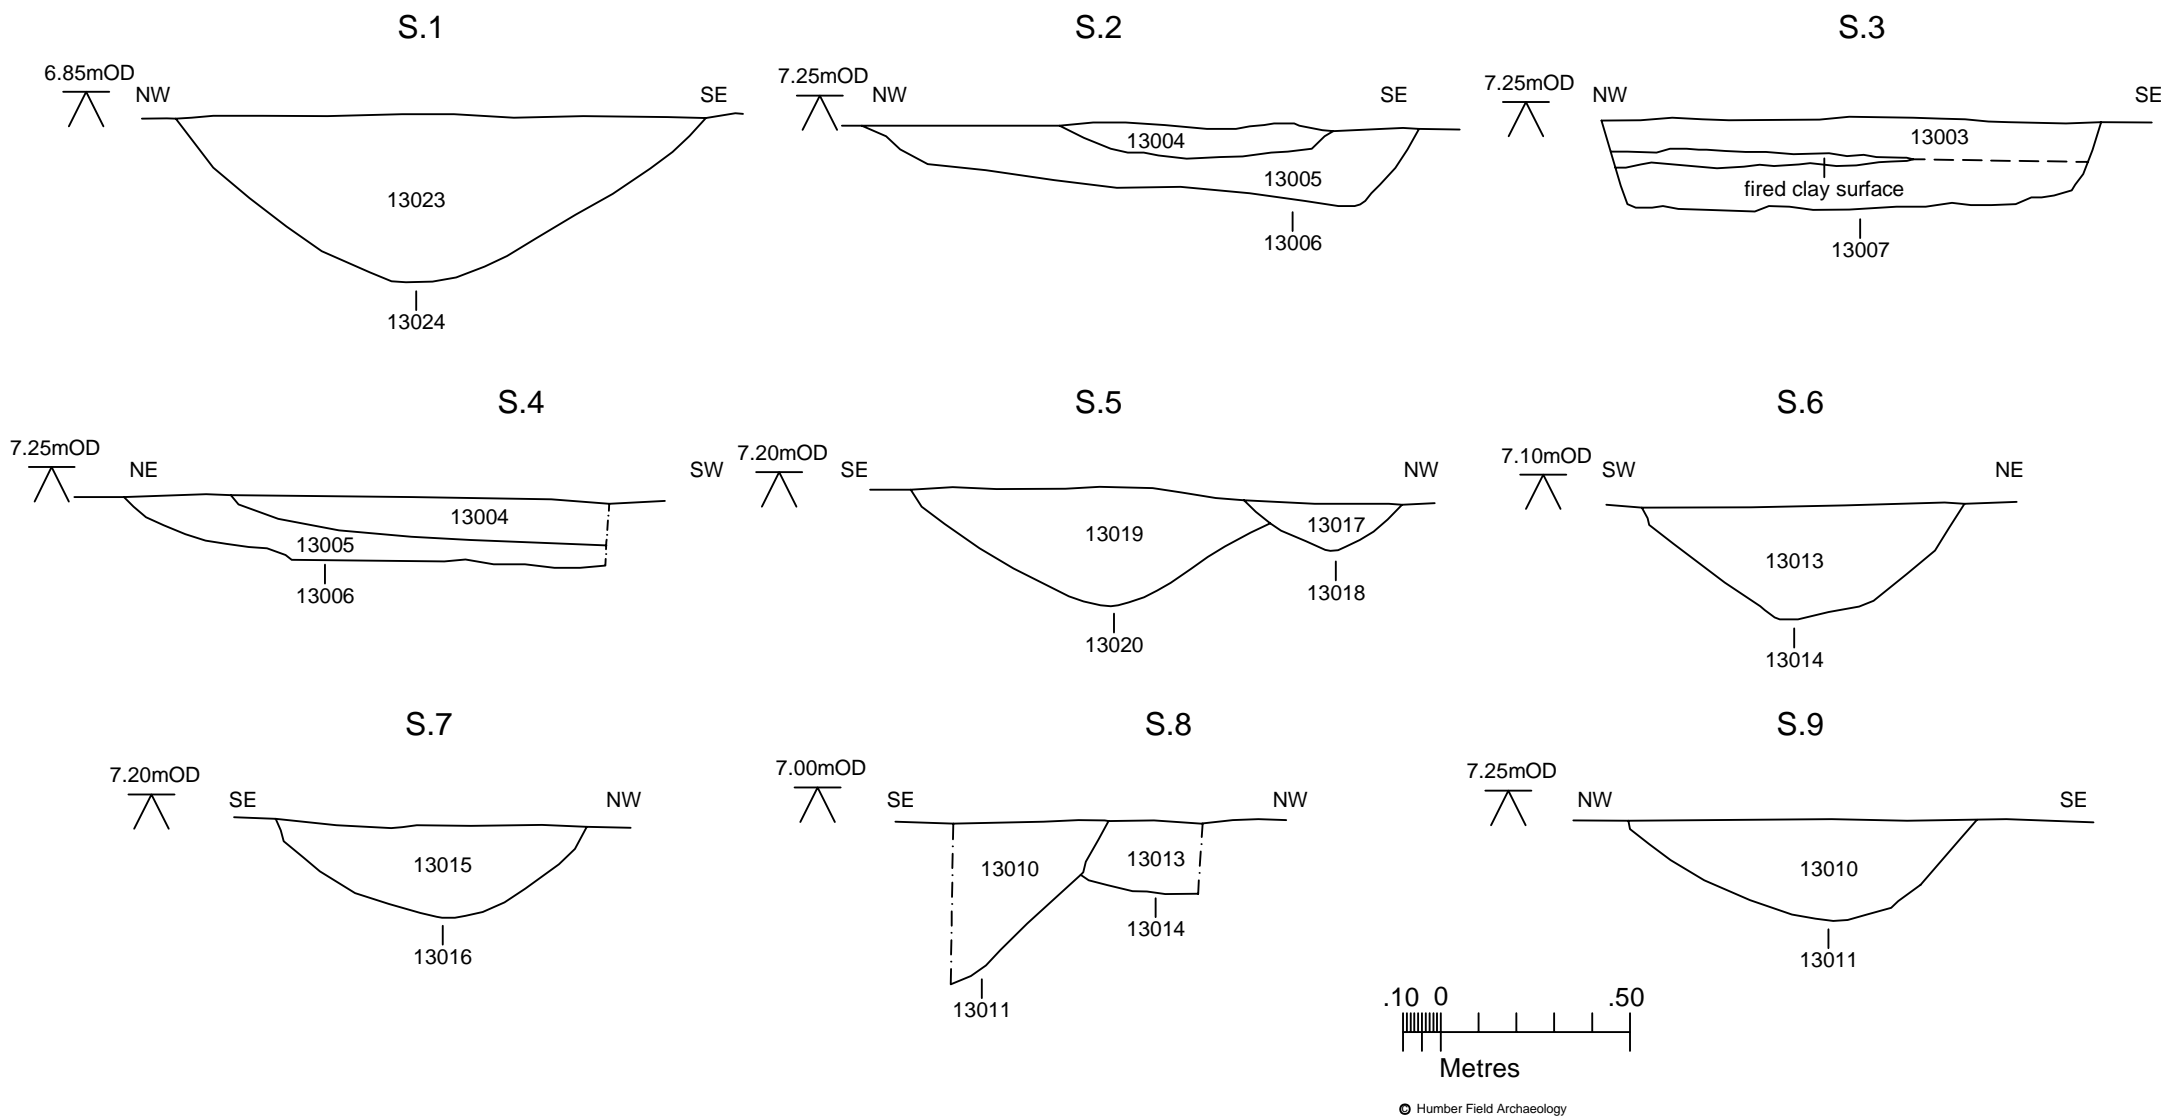 S.1
6.85mOD
NW
SE
13023
13024
S.2
7.25mOD
NW
SE
13004
13005
13006
S.3
7.25mOD
NW
SE
13003
fired clay surface
13007
S.4
7.25mOD
NE
SW
13004
13005
13006
S.5
7.20mOD
SE
NW
13019
13017
13018
13020
S.6
7.10mOD
SW
NE
13013
13014
S.7
7.20mOD
SE
NW
13015
13016
S.8
7.00mOD
SE
NW
13010
13013
13014
13011
S.9
7.25mOD
NW
SE
13010
13011
.10 0 .50
Metres
© Humber Field Archaeology